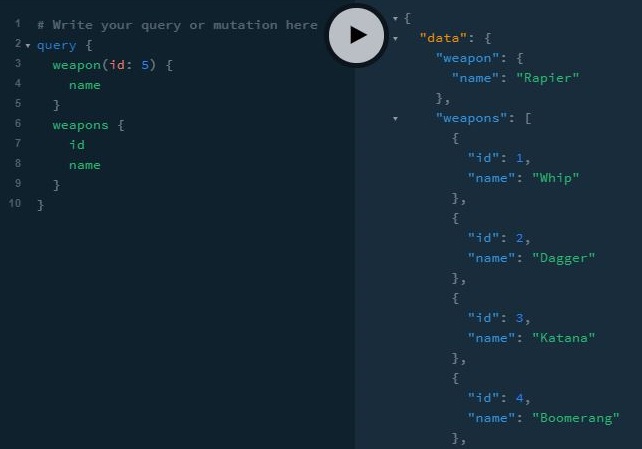 1 # Write your query or mutation here
2 query {
3 weapon(id: 5) {
4 name
5 }
6 weapons {
7 id
8 name
9 }
10 }
{
"data": {
"weapon": {
"name": "Rapier"
},
"weapons": [
{
"id": 1,
"name": "Whip"
},
{
"id": 2,
"name": "Dagger"
},
{
"id": 3,
"name": "Katana"
},
{
"id": 4,
"name": "Boomerang"
},